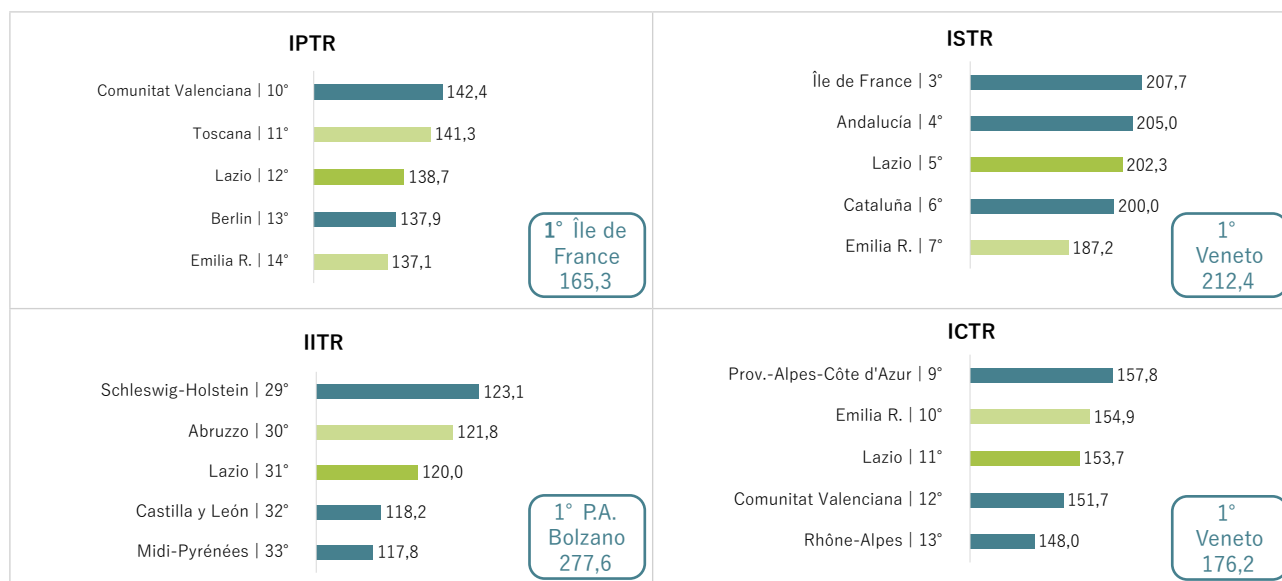 IPTR
Comunitat Valenciana | 10° 142,4
Toscana | 11° 141,3
Lazio | 12° 138,7
Berlin | 13° 137,9
Emilia R. | 14° 137,1
1° Île de
France
165,3
ISTR
Île de France | 3° 207,7
Andalucía | 4° 205,0
Lazio | 5° 202,3
Cataluña | 6° 200,0
Emilia R. | 7° 187,2
1°
Veneto
212,4
IITR
Schleswig-Holstein | 29° 123,1
Abruzzo | 30° 121,8
Lazio | 31° 120,0
Castilla y León | 32° 118,2
Midi-Pyrénées | 33° 117,8
1° P.A.
Bolzano
277,6
ICTR
Prov.-Alpes-Côte d'Azur | 9° 157,8
Emilia R. | 10° 154,9
Lazio | 11° 153,7
Comunitat Valenciana | 12° 151,7
Rhône-Alpes | 13° 148,0
1°
Veneto
176,2